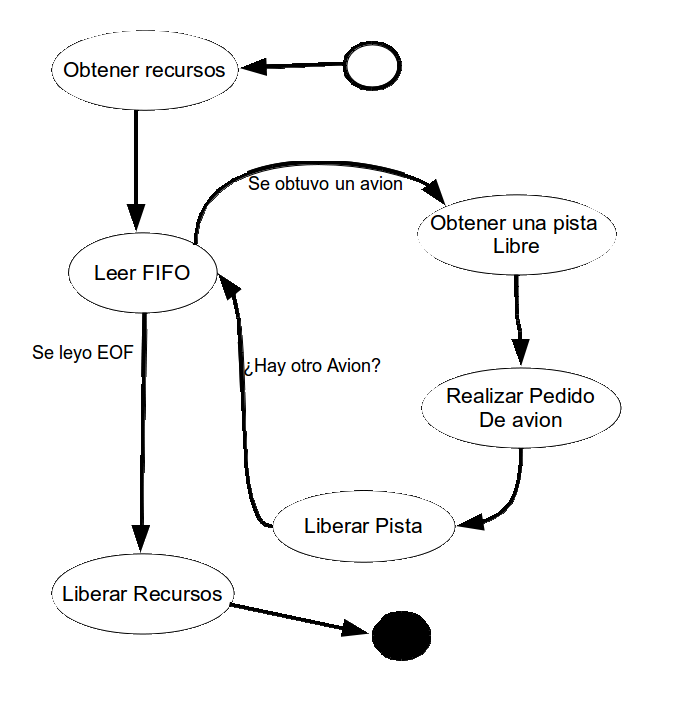 Obtener recursos
Se obtuvo un avion
Obtener una pista
Libre
Leer FIFO
Se leyo EOF
¿Hay otro Avion?
Realizar Pedido
De avion
Liberar Pista
Liberar Recursos